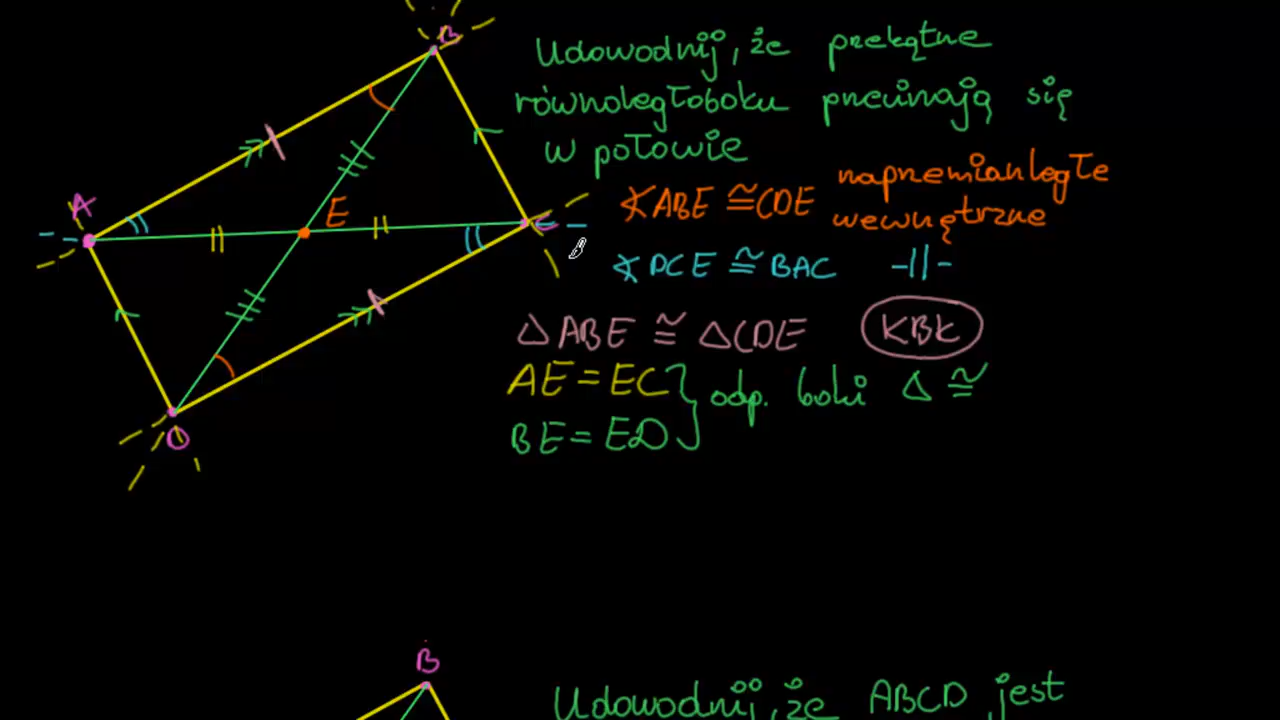 B
A
E
C
D
Udowodnij, że przekątne
równoległoboku przecinają się
w połowie
∢ABE ≅ CDE naprzemianległe
wewnętrzne
∢DCE ≅ BAC -||-
△ABE ≅ △CDE KBK
AE = EC } odp. boki △ ≅
BE = ED
B
Udowodnij, że ABCD jest